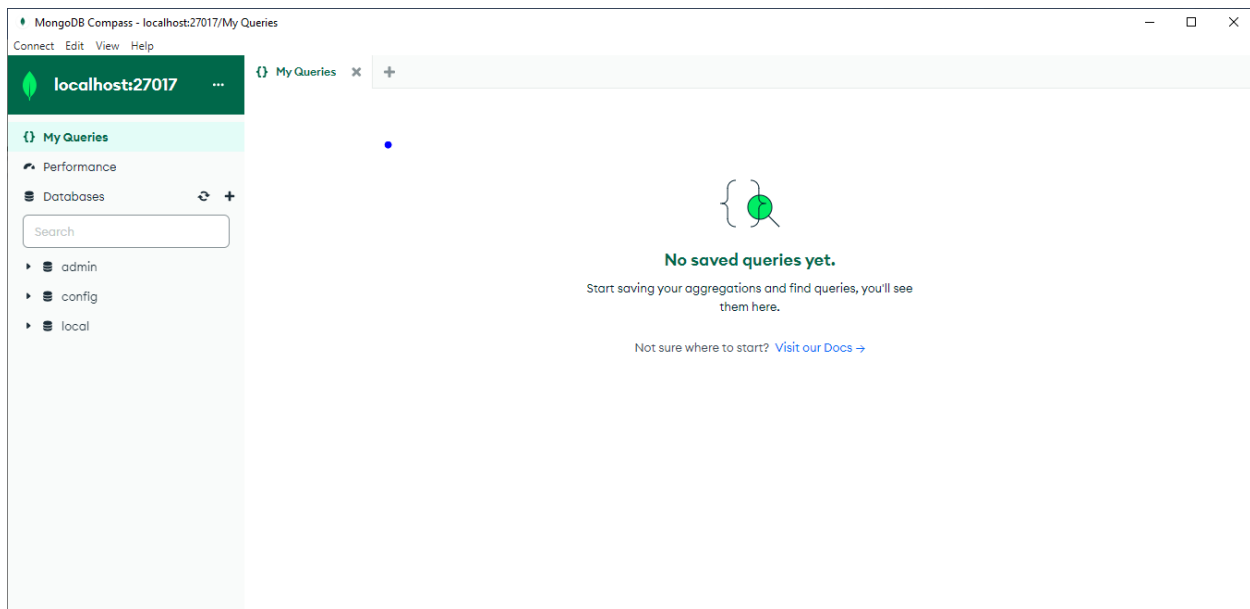 MongoDB Compass - localhost:27017/My Queries
Connect Edit View Help
localhost:27017 ...
{} My Queries
{} My Queries
Performance
Databases
Search
admin
config
local
No saved queries yet.
Start saving your aggregations and find queries, you'll see
them here.
Not sure where to start? Visit our Docs →